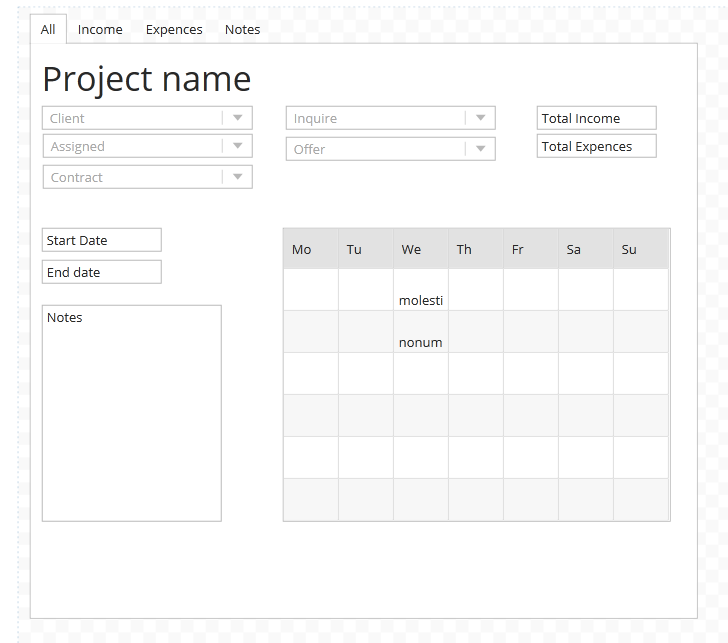 All Income Expences Notes
Project name
Client Inquire Total Income
Assigned Offer Total Expences
Contract
Start Date
End date
Notes
Mo Tu We Th Fr Sa Su
molesti
nonum